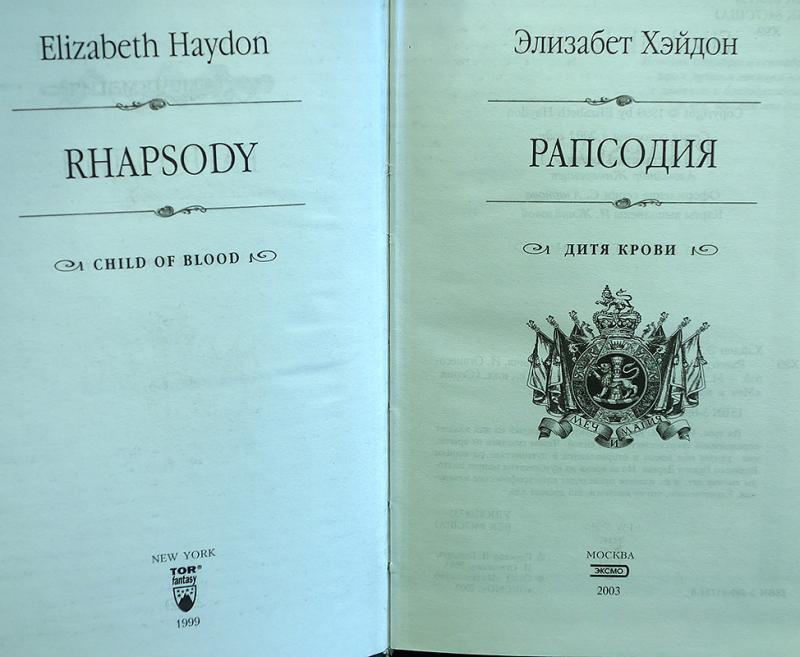 Elizabeth Haydon
RHAPSODY
CHILD OF BLOOD
NEW YORK
TOR®
fantasy
1999
Элизабет Хэйдон
РАПСОДИЯ
ДИТЯ КРОВИ
МЕЧ И МАГИЯ
МОСКВА
ЭКСМО
2003